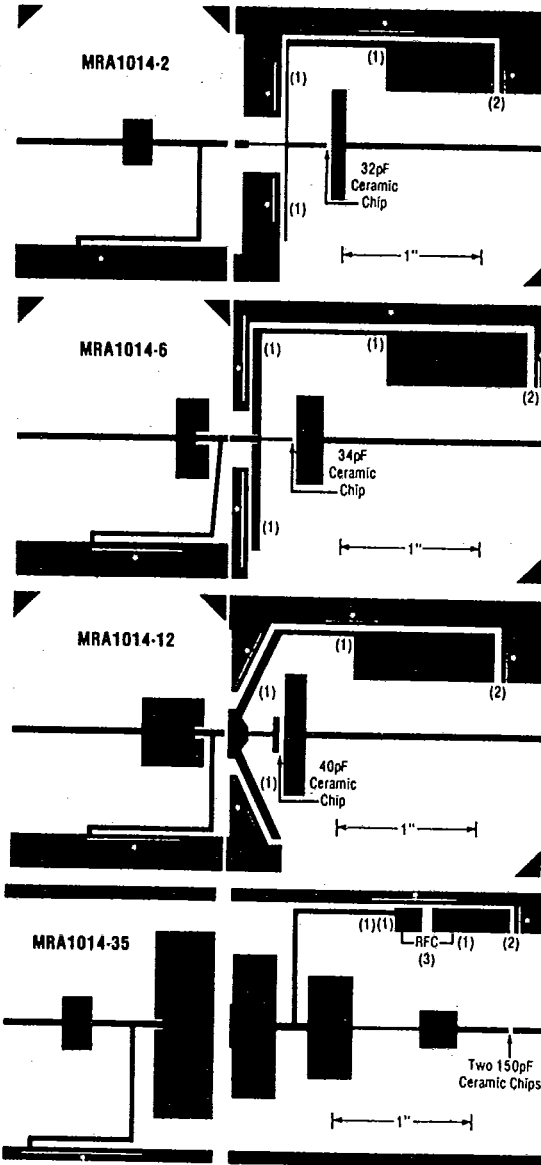 MRA1014-2
(1)
(1)
(2)
32pF
Ceramic
Chip
(1)
1"
MRA1014-6
(1)
(1)
(2)
34pF
Ceramic
Chip
(1)
1"
MRA1014-12
(1)
(1)
(2)
40pF
Ceramic
Chip
(1)
1"
MRA1014-35
(1)(1)
RFC
(3)
(1)
(2)
Two 150pF
Ceramic Chips
1"